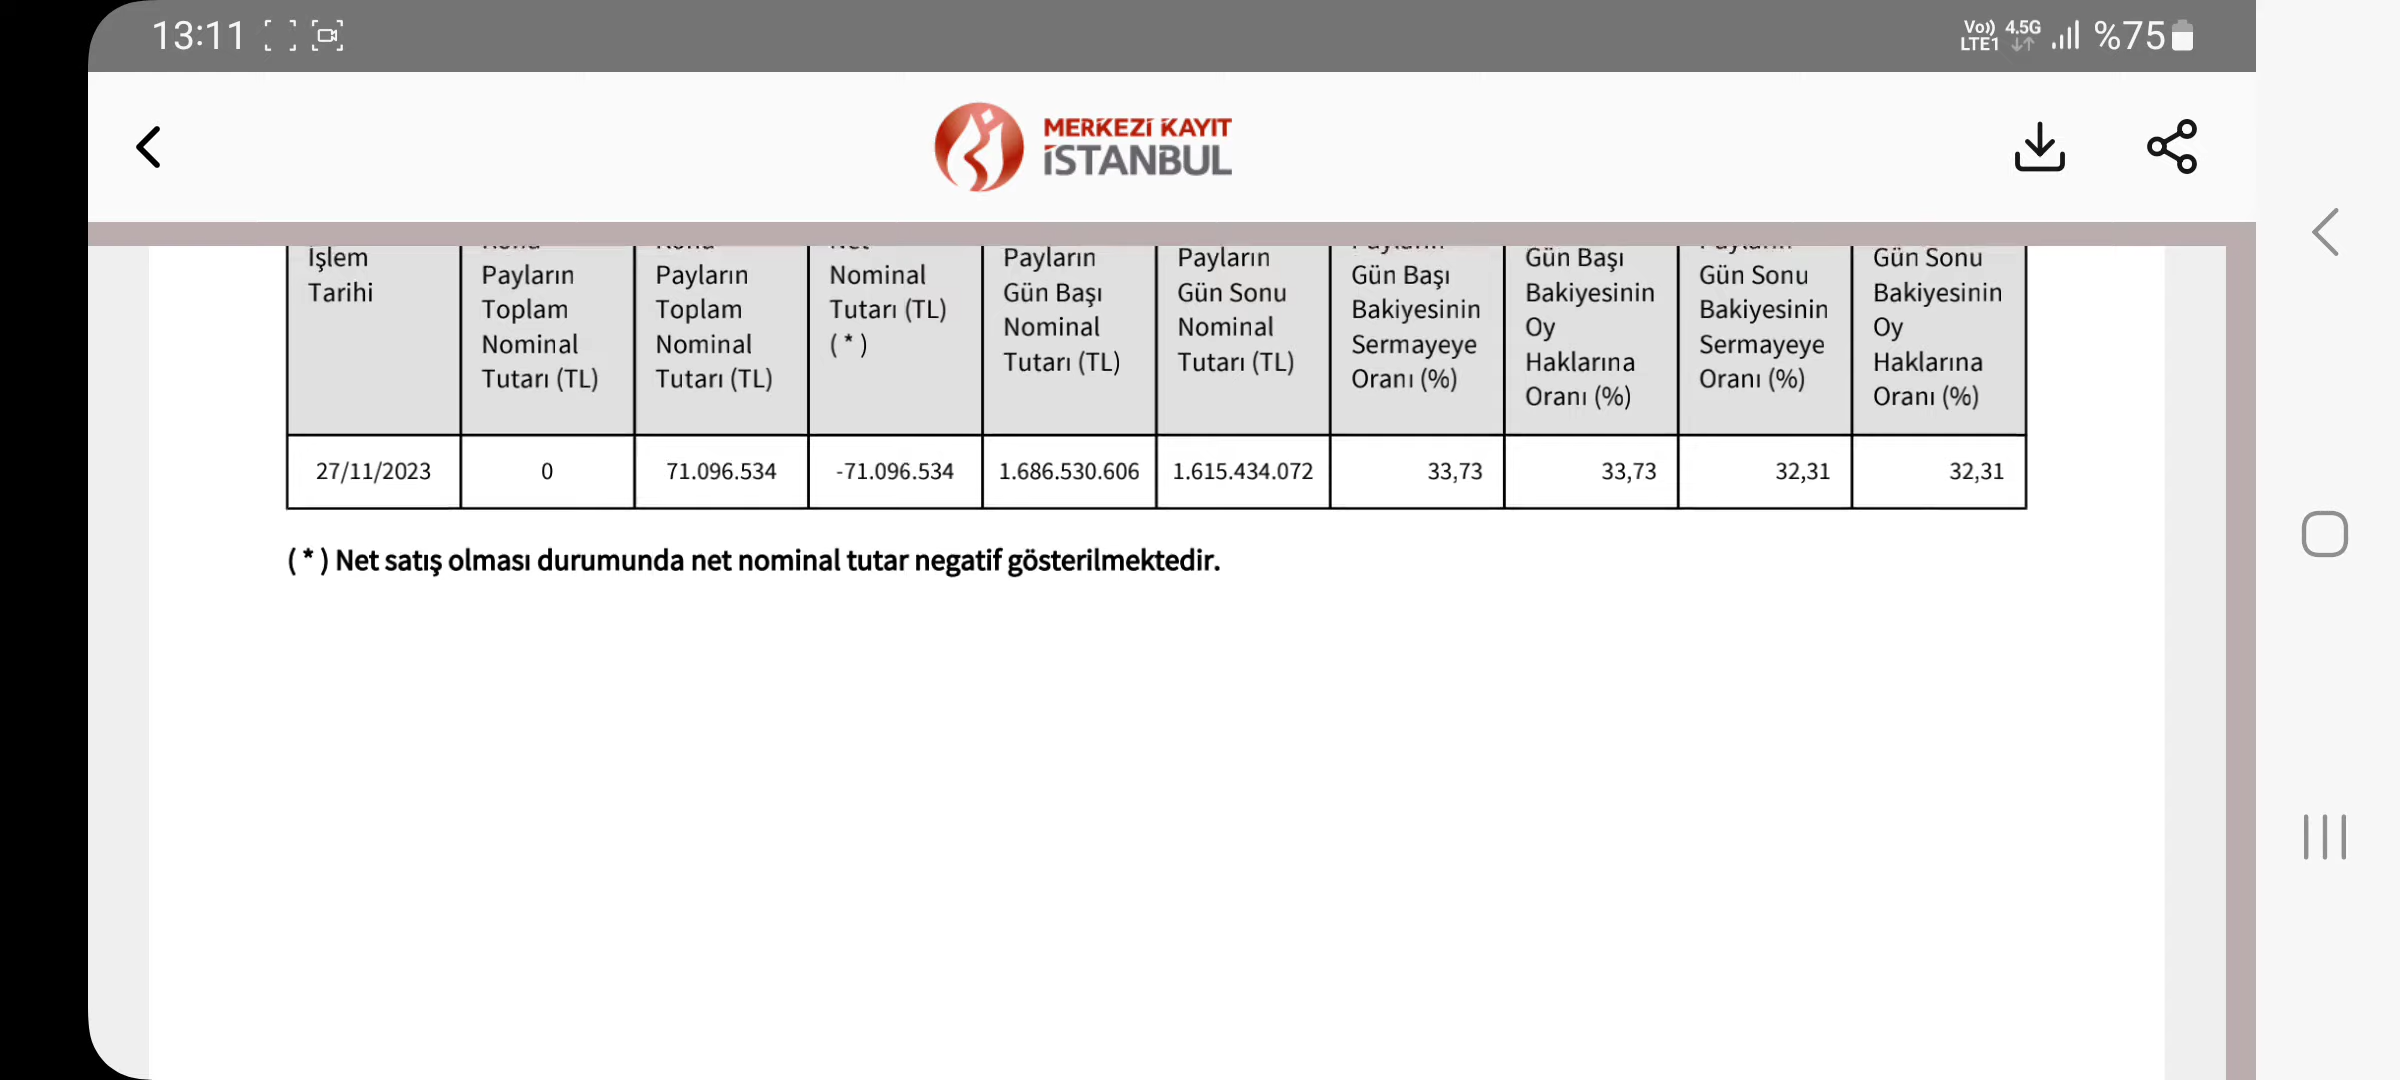 13:11
Vo)) 4.5G
LTE1
%75
MERKEZİ KAYIT
İSTANBUL
İşlem
Tarihi
Payların
Toplam
Nominal
Tutarı (TL)
Payların
Toplam
Nominal
Tutarı (TL)
Nominal
Tutarı (TL)
( * )
Payların
Gün Başı
Nominal
Tutarı (TL)
Payların
Gün Sonu
Nominal
Tutarı (TL)
Gün Başı
Bakiyesinin
Sermayeye
Oranı (%)
Gün Başı
Bakiyesinin
Oy
Haklarına
Oranı (%)
Gün Sonu
Bakiyesinin
Sermayeye
Oranı (%)
Gün Sonu
Bakiyesinin
Oy
Haklarına
Oranı (%)
27/11/2023 0 71.096.534 -71.096.534 1.686.530.606 1.615.434.072 33,73 33,73 32,31 32,31
( * ) Net satış olması durumunda net nominal tutar negatif gösterilmektedir.